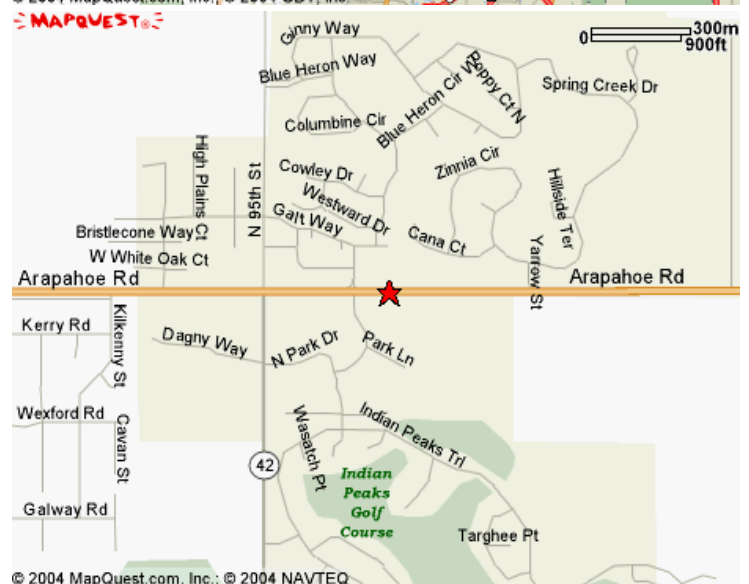 MAPQUEST®
0 300m
900ft
Ginny Way
Blue Heron Way
Blue Heron Cir W
Poppy Ct N
Spring Creek Dr
Columbine Cir
High Plains Ct
N 95th St
Cowley Dr
Zinnia Cir
Westward Dr
Hillside Ter
Galt Way
Cana Ct
Bristlecone Way
W White Oak Ct
Yarrow St
Arapahoe Rd
Arapahoe Rd
Kerry Rd
Kilkenny St
Dagny Way
N Park Dr
Park Ln
Wexford Rd
Cavan St
Wasatch Pt
Indian Peaks Trl
42
Indian
Peaks
Golf
Course
Galway Rd
Targhee Pt
© 2004 MapQuest.com, Inc.; © 2004 NAVTEQ